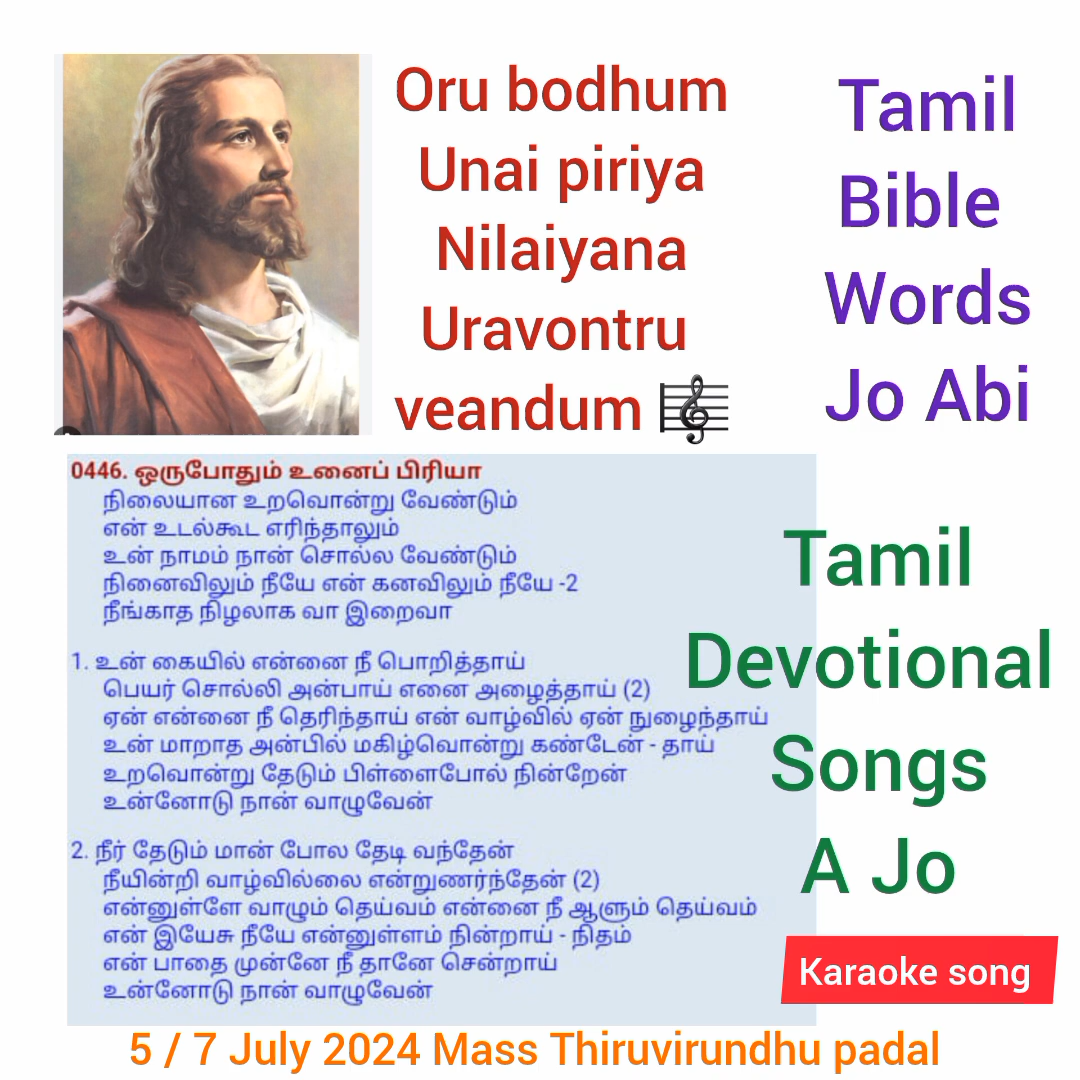 Oru bodhum
Unai piriya
Nilaiyana
Uravontru
veandum
Tamil
Bible
Words
Jo Abi
0446. ஒருபோதும் உனைப் பிரியா
நிலையான உறவொன்று வேண்டும்
என் உடல்கூட எரிந்தாலும்
உன் நாமம் நான் சொல்ல வேண்டும்
நினைவிலும் நீயே என் கனவிலும் நீயே -2
நீங்காத நிழலாக வா இறைவா
1. உன் கையில் என்னை நீ பொறித்தாய்
பெயர் சொல்லி அன்பாய் எனை அழைத்தாய் (2)
ஏன் என்னை நீ தெரிந்தாய் என் வாழ்வில் ஏன் நுழைந்தாய்
உன் மாறாத அன்பில் மகிழ்வொன்று கண்டேன் - தாய்
உறவொன்று தேடும் பிள்ளைபோல் நின்றேன்
உன்னோடு நான் வாழுவேன்
2. நீர் தேடும் மான் போல தேடி வந்தேன்
நீயின்றி வாழ்வில்லை என்றுணர்ந்தேன் (2)
என்னுள்ளே வாழும் தெய்வம் என்னை நீ ஆளும் தெய்வம்
என் இயேசு நீயே என்னுள்ளம் நின்றாய் - நிதம்
என் பாதை முன்னே நீ தானே சென்றாய்
உன்னோடு நான் வாழுவேன்
Tamil
Devotional
Songs
A Jo
Karaoke song
5 / 7 July 2024 Mass Thiruvirundhu padal